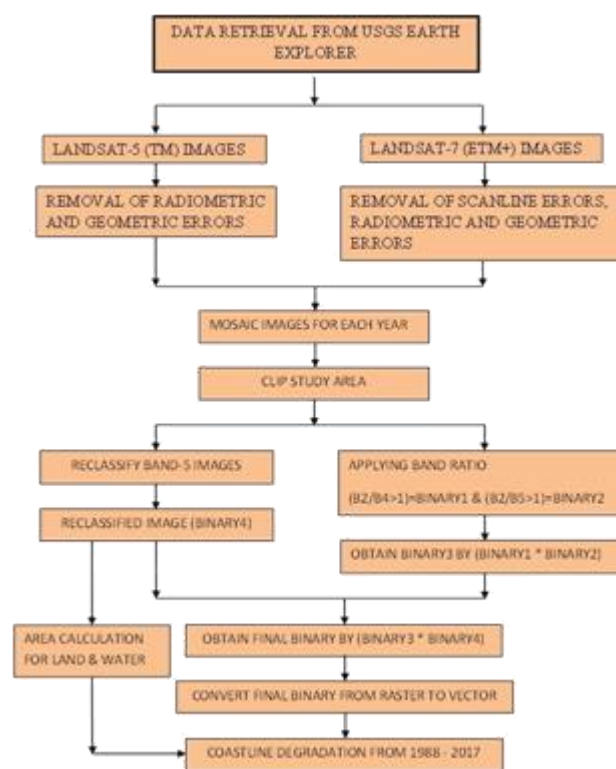 DATA RETRIEVAL FROM USGS EARTH
EXPLORER
LANDSAT-5 (TM) IMAGES
LANDSAT-7 (ETM+) IMAGES
REMOVAL OF RADIOMETRIC
AND GEOMETRIC ERRORS
REMOVAL OF SCANLINE ERRORS,
RADIOMETRIC AND GEOMETRIC
ERRORS
MOSAIC IMAGES FOR EACH YEAR
CLIP STUDY AREA
RECLASSIFY BAND-5 IMAGES
APPLYING BAND RATIO
(B2/B4>1)=BINARY1 & (B2/B5>1)=BINARY2
RECLASSIFIED IMAGE (BINARY4)
OBTAIN BINARY3 BY (BINARY1 * BINARY2)
AREA CALCULATION
FOR LAND & WATER
OBTAIN FINAL BINARY BY (BINARY3 * BINARY4)
CONVERT FINAL BINARY FROM RASTER TO VECTOR
COASTLINE DEGRADATION FROM 1988 - 2017